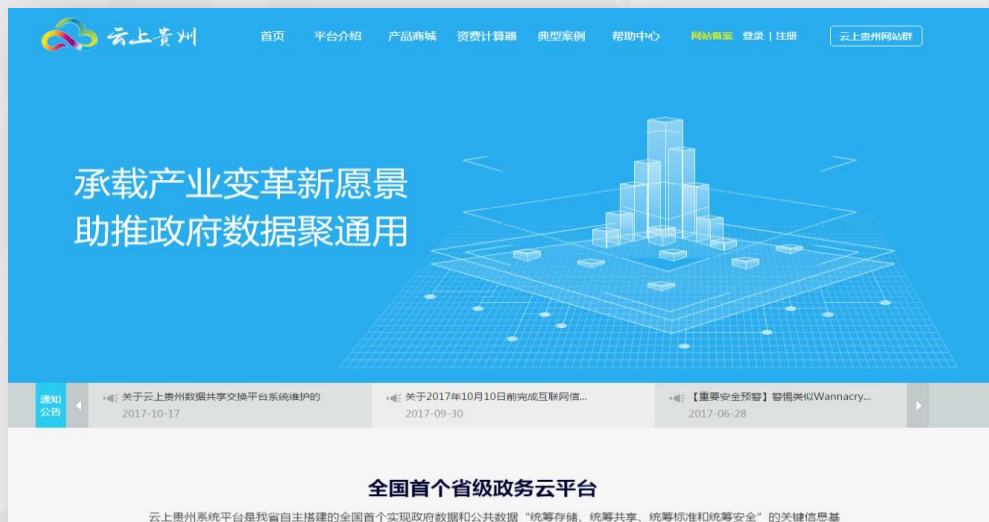 云上贵州
首页 平台介绍 产品商城 资费计算器 典型案例 帮助中心 网站备案 登录 | 注册 云上贵州网站群
承载产业变革新愿景
助推政府数据聚通用
通知
公告
关于云上贵州数据共享交换平台系统维护的
2017-10-17
关于2017年10月10日前完成互联网信...
2017-09-30
【重要安全预警】警惕类似Wannacry...
2017-06-28
全国首个省级政务云平台
云上贵州系统平台是我省自主搭建的全国首个实现政府数据和公共数据“统筹存储、统筹共享、统筹标准和统筹安全”的关键信息基